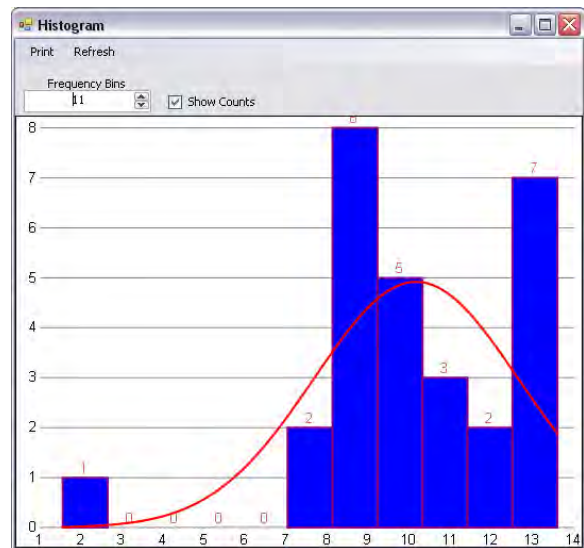 Histogram
Print Refresh
Frequency Bins
11 Show Counts
8
7 7
6
5 5
4
3 3
2 2 2
1 1
0 0 0 0 0
1 2 3 4 5 6 7 8 9 10 11 12 13 14